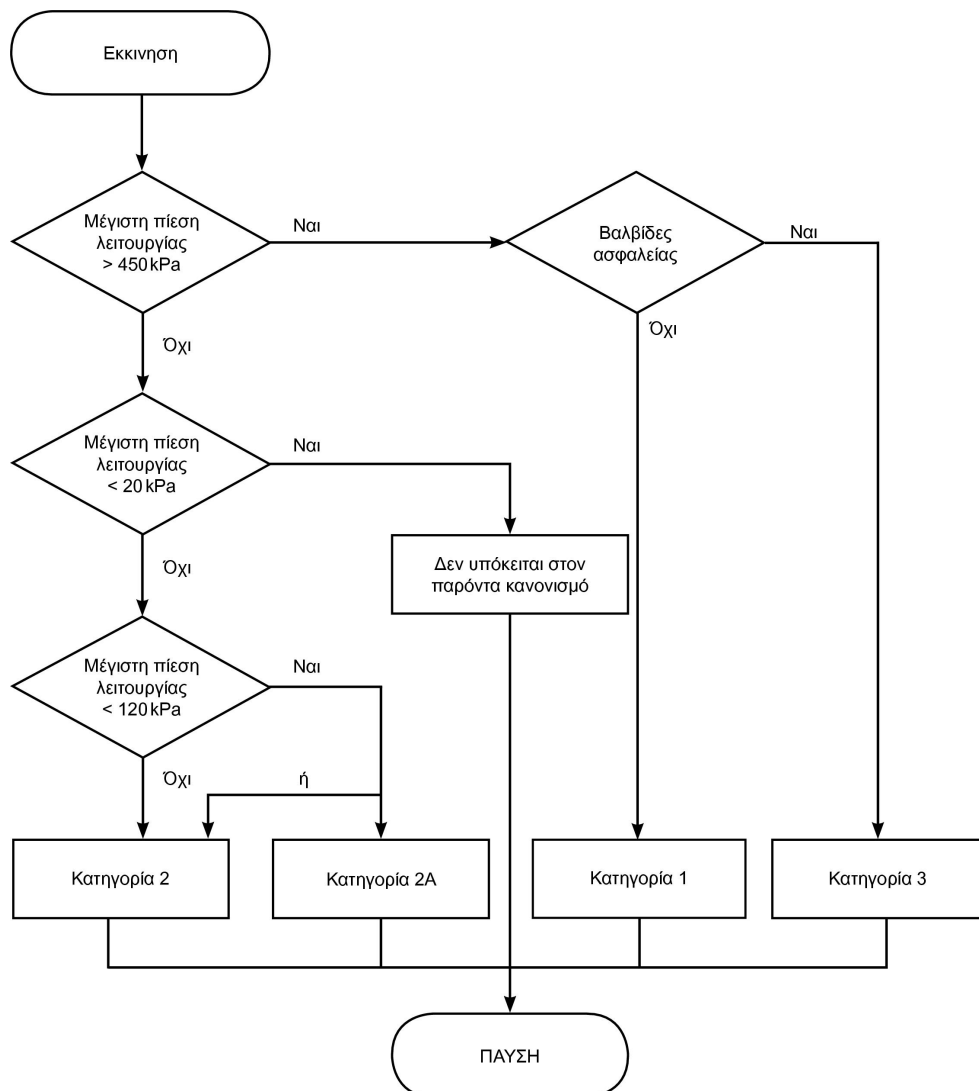 Εκκινηση
Μέγιστη πίεση
λειτουργίας
> 450 kPa
Ναι
Βαλβίδες
ασφαλείας
Ναι
Όχι
Όχι
Μέγιστη πίεση
λειτουργίας
< 20 kPa
Ναι
Δεν υπόκειται στον
παρόντα κανονισμό
Όχι
Μέγιστη πίεση
λειτουργίας
< 120 kPa
Ναι
Όχι
ή
Κατηγορία 2
Κατηγορία 2A
Κατηγορία 1
Κατηγορία 3
ΠΑΥΣΗ